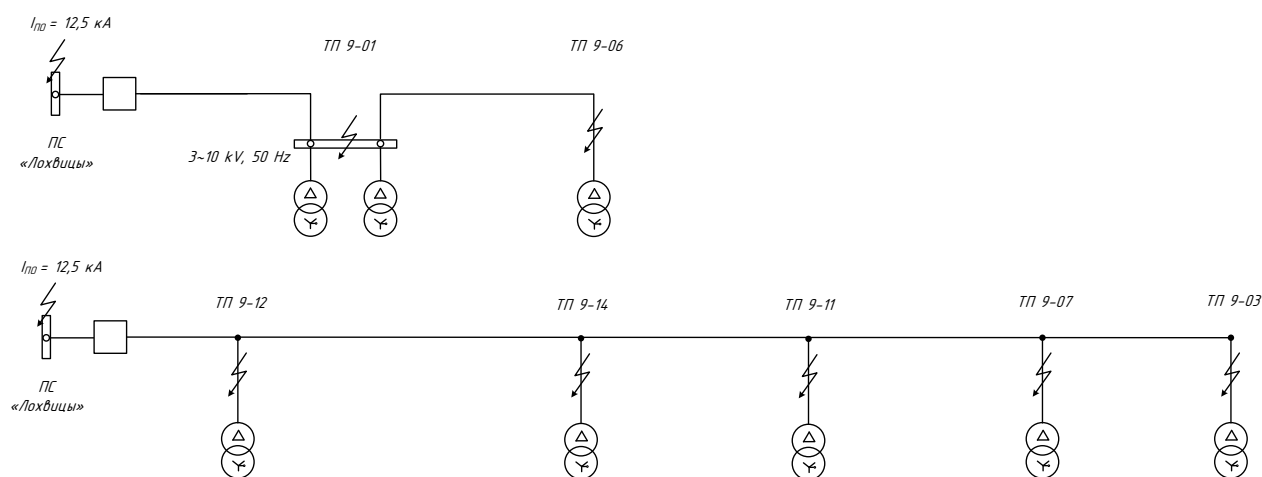 IПО = 12,5 кА
ТП 9-01
ТП 9-06
ПС
«Лохвицы»
3~10 kV, 50 Hz
IПО = 12,5 кА
ТП 9-12
ТП 9-14
ТП 9-11
ТП 9-07
ТП 9-03
ПС
«Лохвицы»